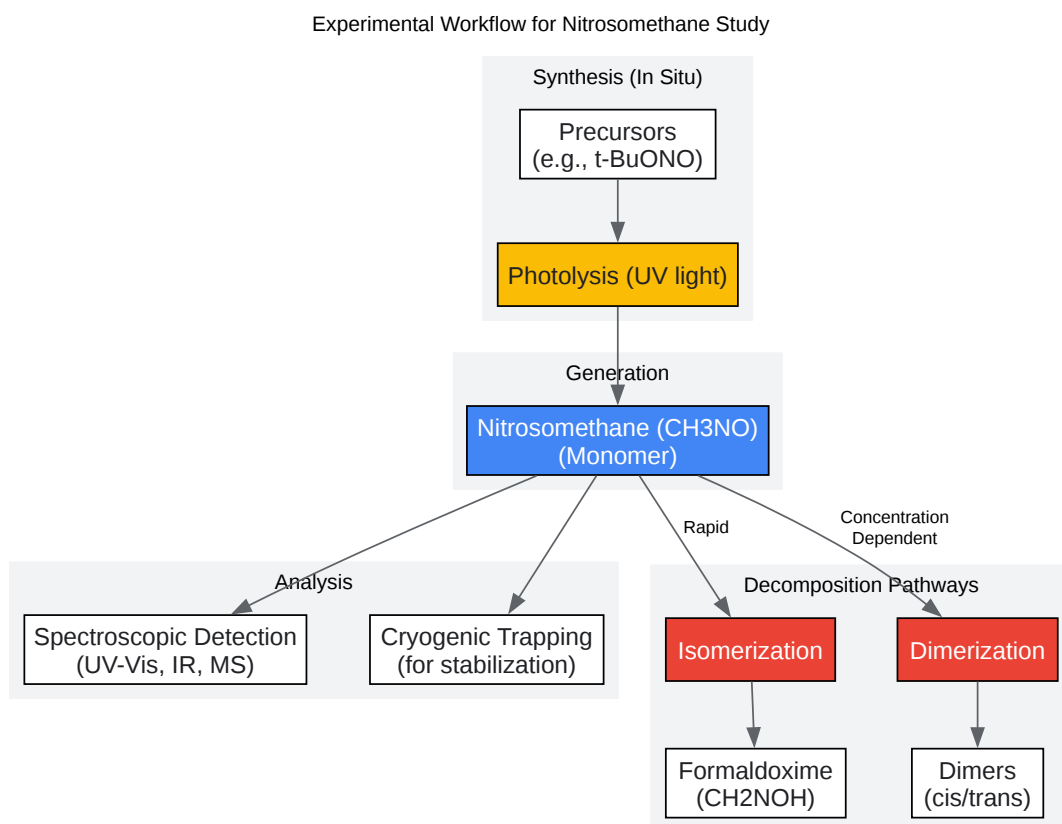 Experimental Workflow for Nitrosomethane Study
Synthesis (In Situ)
Precursors
(e.g., t-BuONO)
Photolysis (UV light)
Generation
Nitrosomethane (CH3NO)
(Monomer)
Rapid
Concentration
Dependent
Analysis
Spectroscopic Detection
(UV-Vis, IR, MS)
Cryogenic Trapping
(for stabilization)
Decomposition Pathways
Isomerization
Dimerization
Formaldoxime
(CH2NOH)
Dimers
(cis/trans)